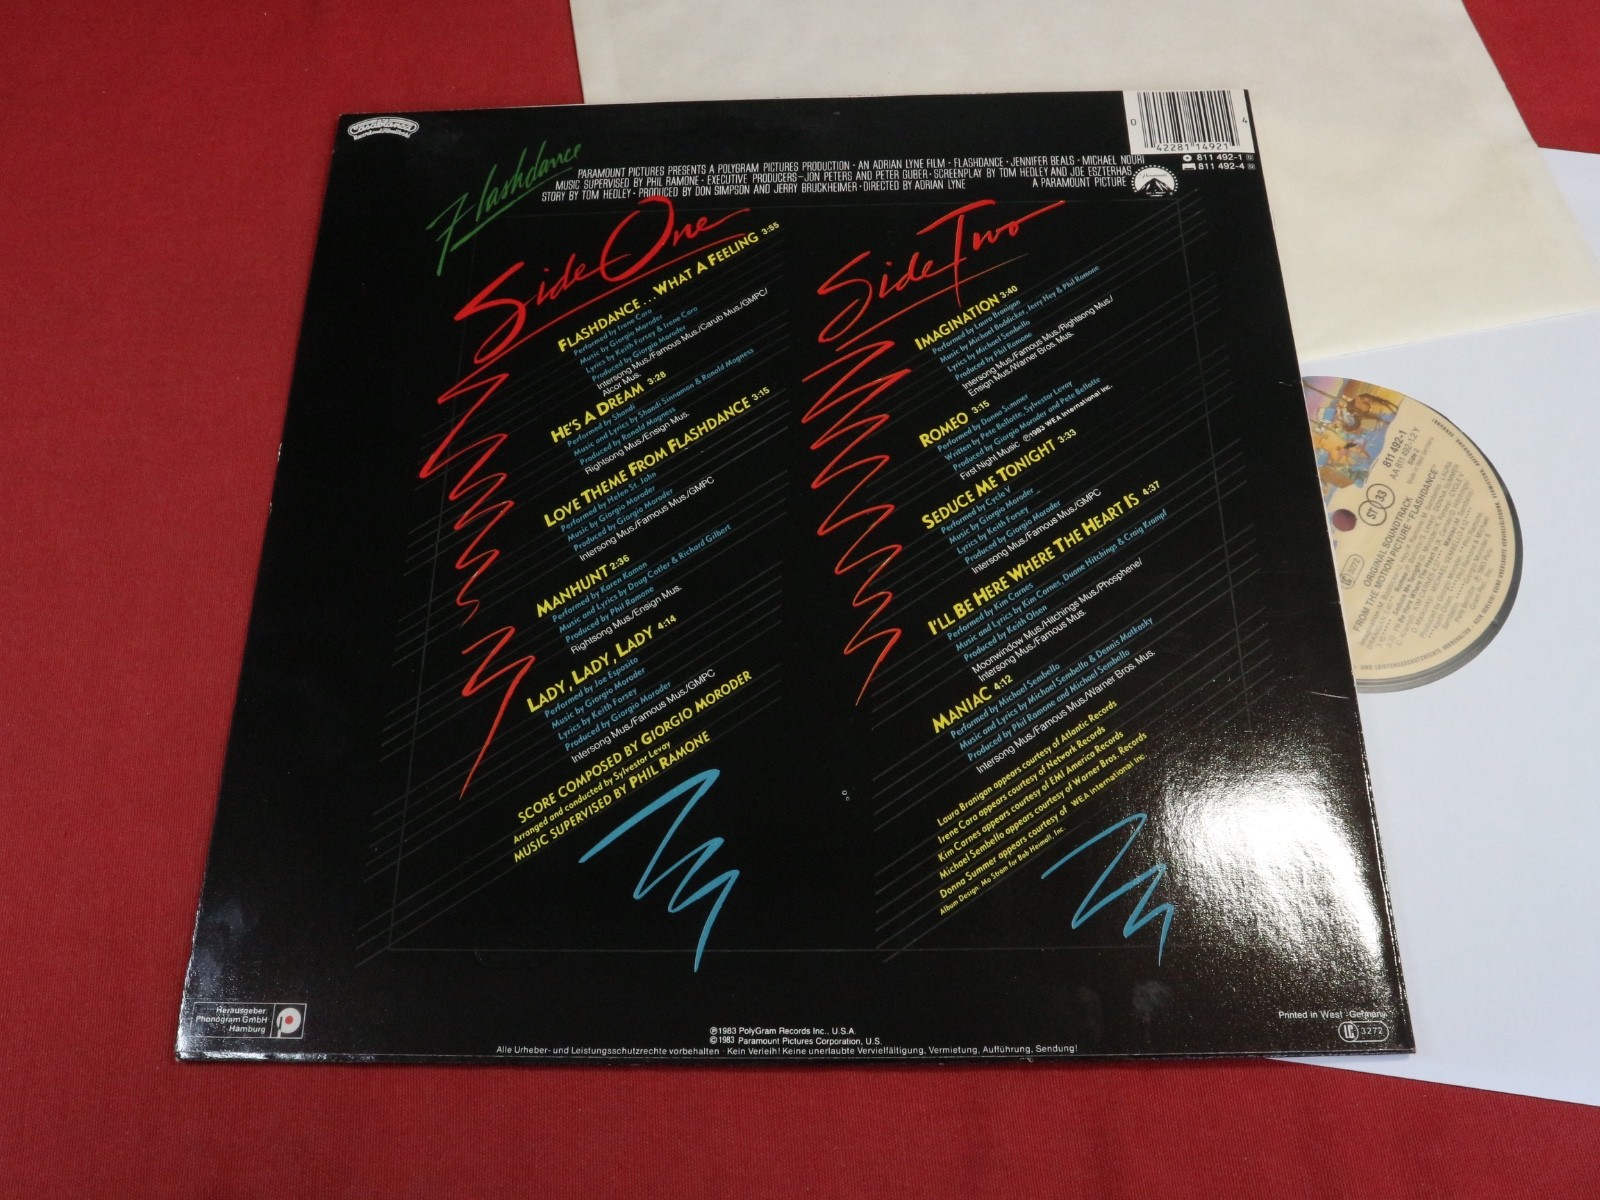 Casablanca
Record and FilmWorks
Flashdance
PARAMOUNT PICTURES PRESENTS A POLYGRAM PICTURES PRODUCTION · AN ADRIAN LYNE FILM · FLASHDANCE · JENNIFER BEALS · MICHAEL NOURI
MUSIC SUPERVISED BY PHIL RAMONE · EXECUTIVE PRODUCERS—JON PETERS AND PETER GUBER · SCREENPLAY BY TOM HEDLEY AND JOE ESZTERHAS
STORY BY TOM HEDLEY · PRODUCED BY DON SIMPSON AND JERRY BRUCKHEIMER · DIRECTED BY ADRIAN LYNE A PARAMOUNT PICTURE
Paramount
0 42281 14921 4
811 492-1
811 492-4
Side One
FLASHDANCE...WHAT A FEELING 3:55
Performed by Irene Cara
Music by Giorgio Moroder
Lyrics by Keith Forsey & Irene Cara
Produced by Giorgio Moroder
Intersong Mus./Famous Mus./Carub Mus./GMPC/
Alcor Mus.
HE'S A DREAM 3:28
Performed by Shandi
Music and Lyrics by Shandi Sinnamon & Ronald Magness
Produced by Ronald Magness
Rightsong Mus./Ensign Mus.
LOVE THEME FROM FLASHDANCE 3:15
Performed by Helen St. John
Music by Giorgio Moroder
Produced by Giorgio Moroder
Intersong Mus./Famous Mus./GMPC
MANHUNT 2:36
Performed by Karen Kamon
Music and Lyrics by Doug Cotler & Richard Gilbert
Produced by Phil Ramone
Rightsong Mus./Ensign Mus.
LADY, LADY, LADY 4:14
Performed by Joe Esposito
Music by Giorgio Moroder
Lyrics by Keith Forsey
Produced by Giorgio Moroder
Intersong Mus./Famous Mus./GMPC
SCORE COMPOSED BY GIORGIO MORODER
Arranged and conducted by Sylvester Levay
MUSIC SUPERVISED BY PHIL RAMONE
Side Two
IMAGINATION 3:40
Performed by Laura Branigan
Music by Michael Boddicker, Jerry Hey & Phil Ramone
Lyrics by Michael Sembello
Produced by Phil Ramone
Intersong Mus./Famous Mus./Rightsong Mus./
Ensign Mus./Warner Bros. Mus.
ROMEO 3:15
Performed by Donna Summer
Written by Pete Bellotte, Sylvester Levay
Produced by Giorgio Moroder and Pete Bellotte
First Night Music ℗1983 WEA International Inc.
SEDUCE ME TONIGHT 3:33
Performed by Cycle V
Music by Giorgio Moroder
Lyrics by Keith Forsey
Produced by Giorgio Moroder
Intersong Mus./Famous Mus./GMPC
I'LL BE HERE WHERE THE HEART IS 4:37
Performed by Kim Carnes
Music and Lyrics by Kim Carnes, Duane Hitchings & Craig Krampf
Produced by Keith Olsen
Moonwindow Mus./Hitchings Mus./Phosphene/
Intersong Mus./Famous Mus.
MANIAC 4:12
Performed by Michael Sembello
Music and Lyrics by Michael Sembello & Dennis Matkosky
Produced by Phil Ramone and Michael Sembello
Intersong Mus./Famous Mus./Warner Bros. Mus.
Laura Branigan appears courtesy of Atlantic Records
Irene Cara appears courtesy of Network Records
Kim Carnes appears courtesy of EMI America Records
Michael Sembello appears courtesy of Warner Bros. Records
Donna Summer appears courtesy of WEA International Inc.
Album Design: Mo Strom for Bob Heimall, Inc.
Herausgeber
Phonogram GmbH
Hamburg
℗1983 PolyGram Records Inc., U.S.A.
©1983 Paramount Pictures Corporation, U.S.
Alle Urheber- und Leistungsschutzrechte vorbehalten · Kein Verleih! Keine unerlaubte Vervielfältigung, Vermietung, Aufführung, Sendung!
Printed in West-Germany
LC 3272
811 492-1
AA 811 492-1 2 Y
ST 33
LC 3272
ORIGINAL SOUNDTRACK
FROM THE MOTION PICTURE "FLASHDANCE"